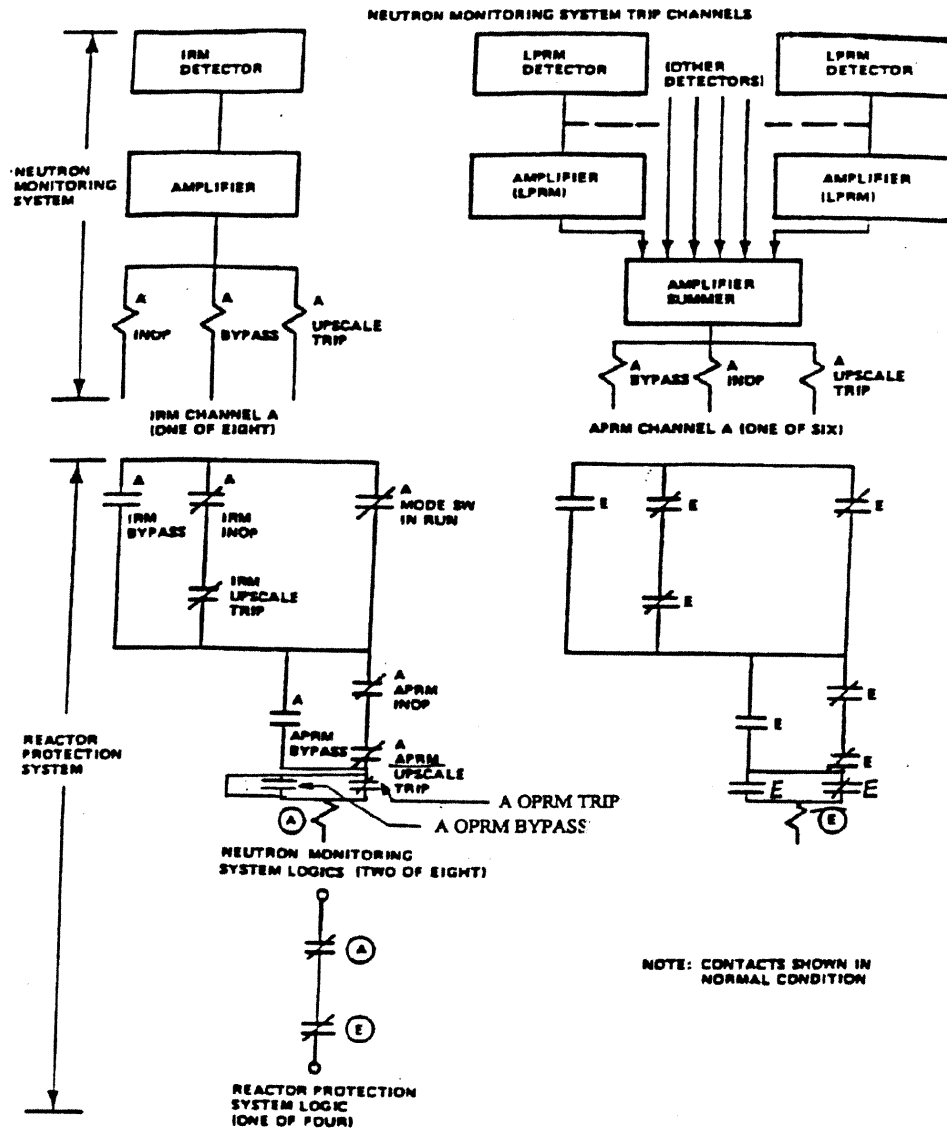 NEUTRON MONITORING SYSTEM TRIP CHANNELS
IRM
DETECTOR
LPRM
DETECTOR
(OTHER
DETECTORS)
LPRM
DETECTOR
NEUTRON
MONITORING
SYSTEM
AMPLIFIER
AMPLIFIER
(LPRM)
AMPLIFIER
(LPRM)
AMPLIFIER
SUMMER
A
INOP
A
BYPASS
A
UPSCALE
TRIP
A
BYPASS
A
INOP
A
UPSCALE
TRIP
IRM CHANNEL A
(ONE OF EIGHT)
APRM CHANNEL A (ONE OF SIX)
A
IRM
BYPASS
A
IRM
INOP
A
MODE SW
IN RUN
E
E
E
IRM
UPSCALE
TRIP
E
A
APRM
INOP
E
A
APRM
BYPASS
E
REACTOR
PROTECTION
SYSTEM
A
APRM
UPSCALE
TRIP
E
E
E
A OPRM TRIP
A OPRM BYPASS
A
E
NEUTRON MONITORING
SYSTEM LOGICS (TWO OF EIGHT)
A
E
NOTE: CONTACTS SHOWN IN
NORMAL CONDITION
REACTOR PROTECTION
SYSTEM LOGIC
(ONE OF FOUR)